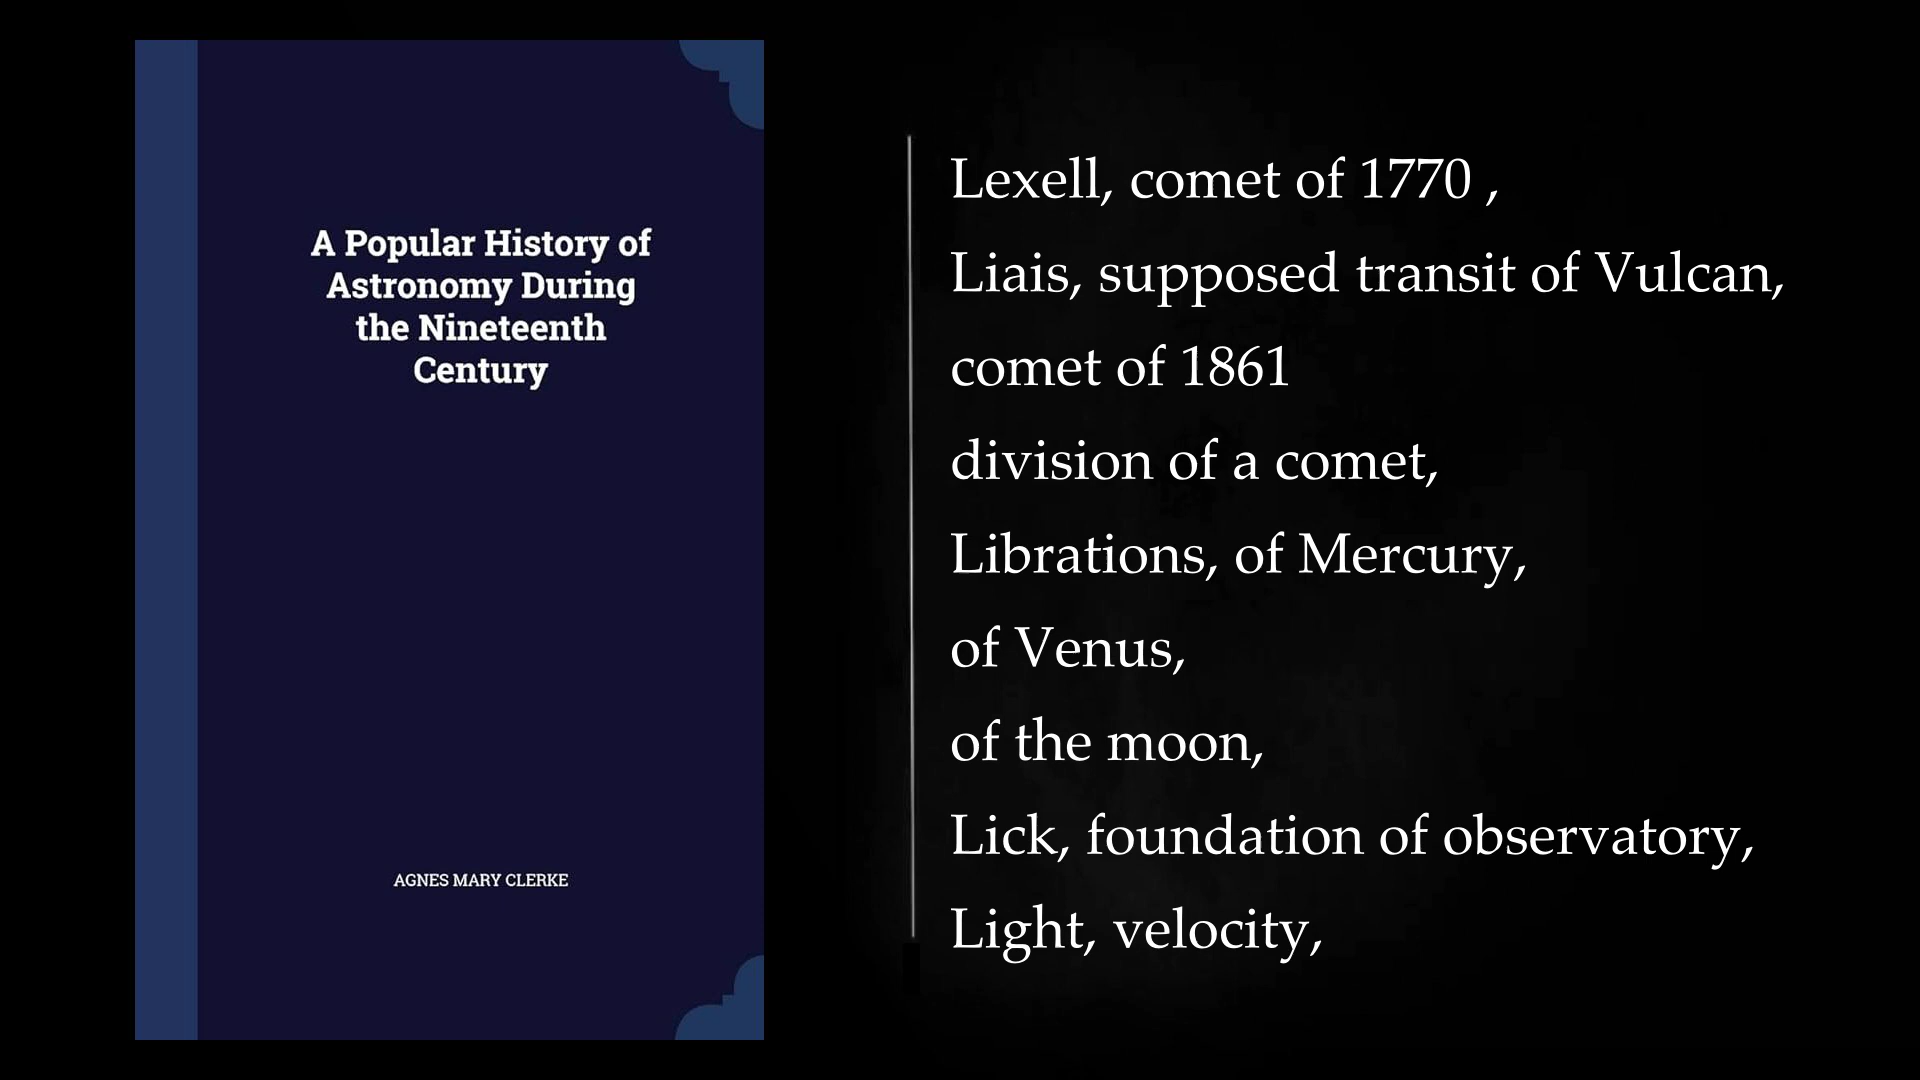 A Popular History of
Astronomy During
the Nineteenth
Century
AGNES MARY CLERKE
Lexell, comet of 1770 ,
Liais, supposed transit of Vulcan,
comet of 1861
division of a comet,
Librations, of Mercury,
of Venus,
of the moon,
Lick, foundation of observatory,
Light, velocity,